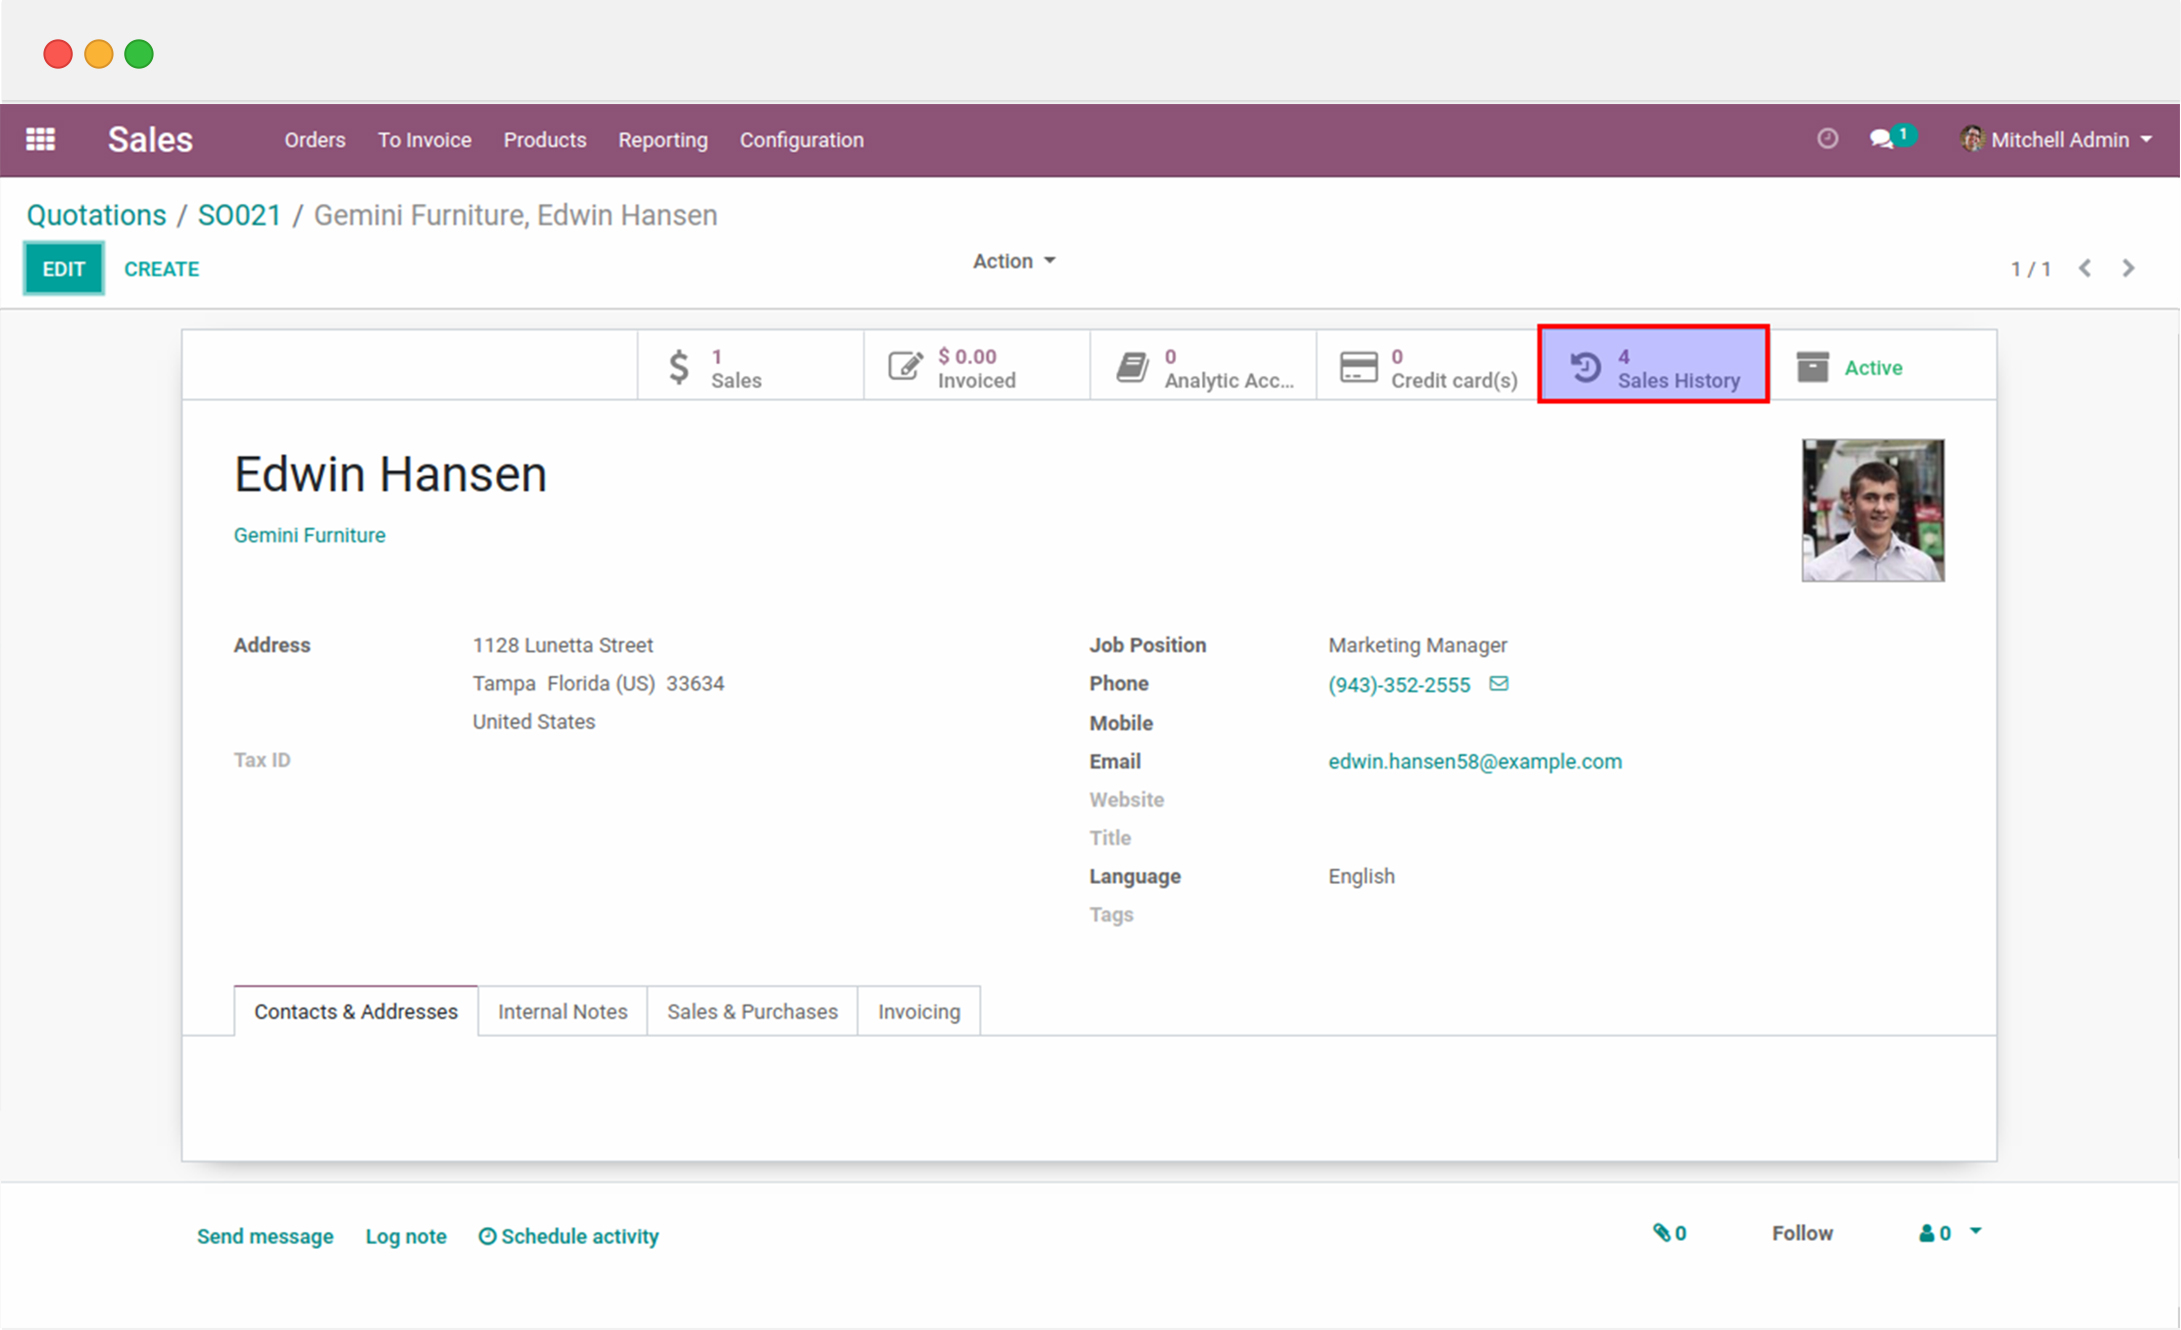 Sales Orders To Invoice Products Reporting Configuration 1 Mitchell Admin
Quotations / SO021 / Gemini Furniture, Edwin Hansen
EDIT CREATE Action 1 / 1
1 Sales
$ 0.00 Invoiced
0 Analytic Acc...
0 Credit card(s)
4 Sales History
Active
Edwin Hansen
Gemini Furniture
Address 1128 Lunetta Street
Tampa Florida (US) 33634
United States
Tax ID
Job Position Marketing Manager
Phone (943)-352-2555
Mobile
Email edwin.hansen58@example.com
Website
Title
Language English
Tags
Contacts & Addresses Internal Notes Sales & Purchases Invoicing
Send message Log note Schedule activity 0 Follow 0